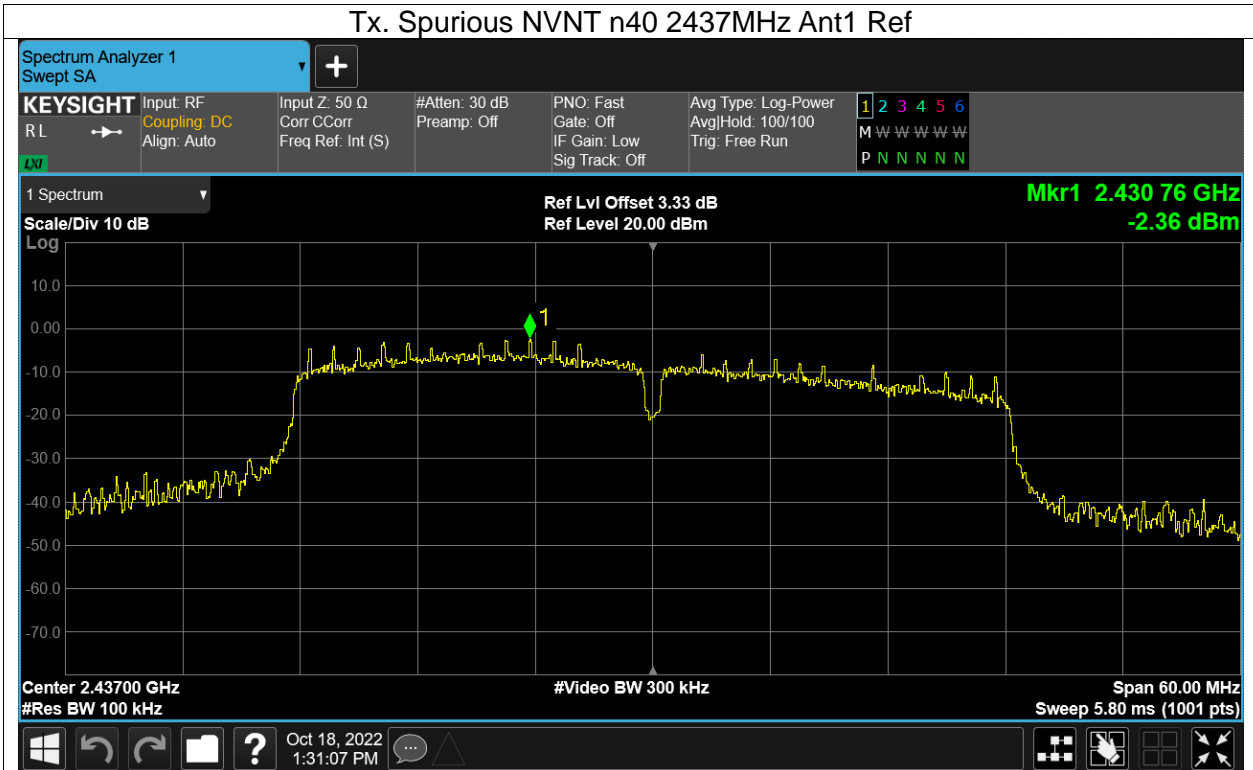 Tx. Spurious NVNT n40 2437MHz Ant1 Ref
Spectrum Analyzer 1
Swept SA
KEYSIGHT
RL
LXI
Input: RF
Coupling: DC
Align: Auto
Input Z: 50 Ω
Corr CCorr
Freq Ref: Int (S)
#Atten: 30 dB
Preamp: Off
PNO: Fast
Gate: Off
IF Gain: Low
Sig Track: Off
Avg Type: Log-Power
Avg|Hold: 100/100
Trig: Free Run
1 2 3 4 5 6
M W W W W W
P N N N N N
1 Spectrum
Scale/Div 10 dB
Log
Ref Lvl Offset 3.33 dB
Ref Level 20.00 dBm
Mkr1 2.430 76 GHz
-2.36 dBm
10.0
0.00
-10.0
-20.0
-30.0
-40.0
-50.0
-60.0
-70.0
1
Center 2.43700 GHz
#Res BW 100 kHz
#Video BW 300 kHz
Span 60.00 MHz
Sweep 5.80 ms (1001 pts)
?
Oct 18, 2022
1:31:07 PM